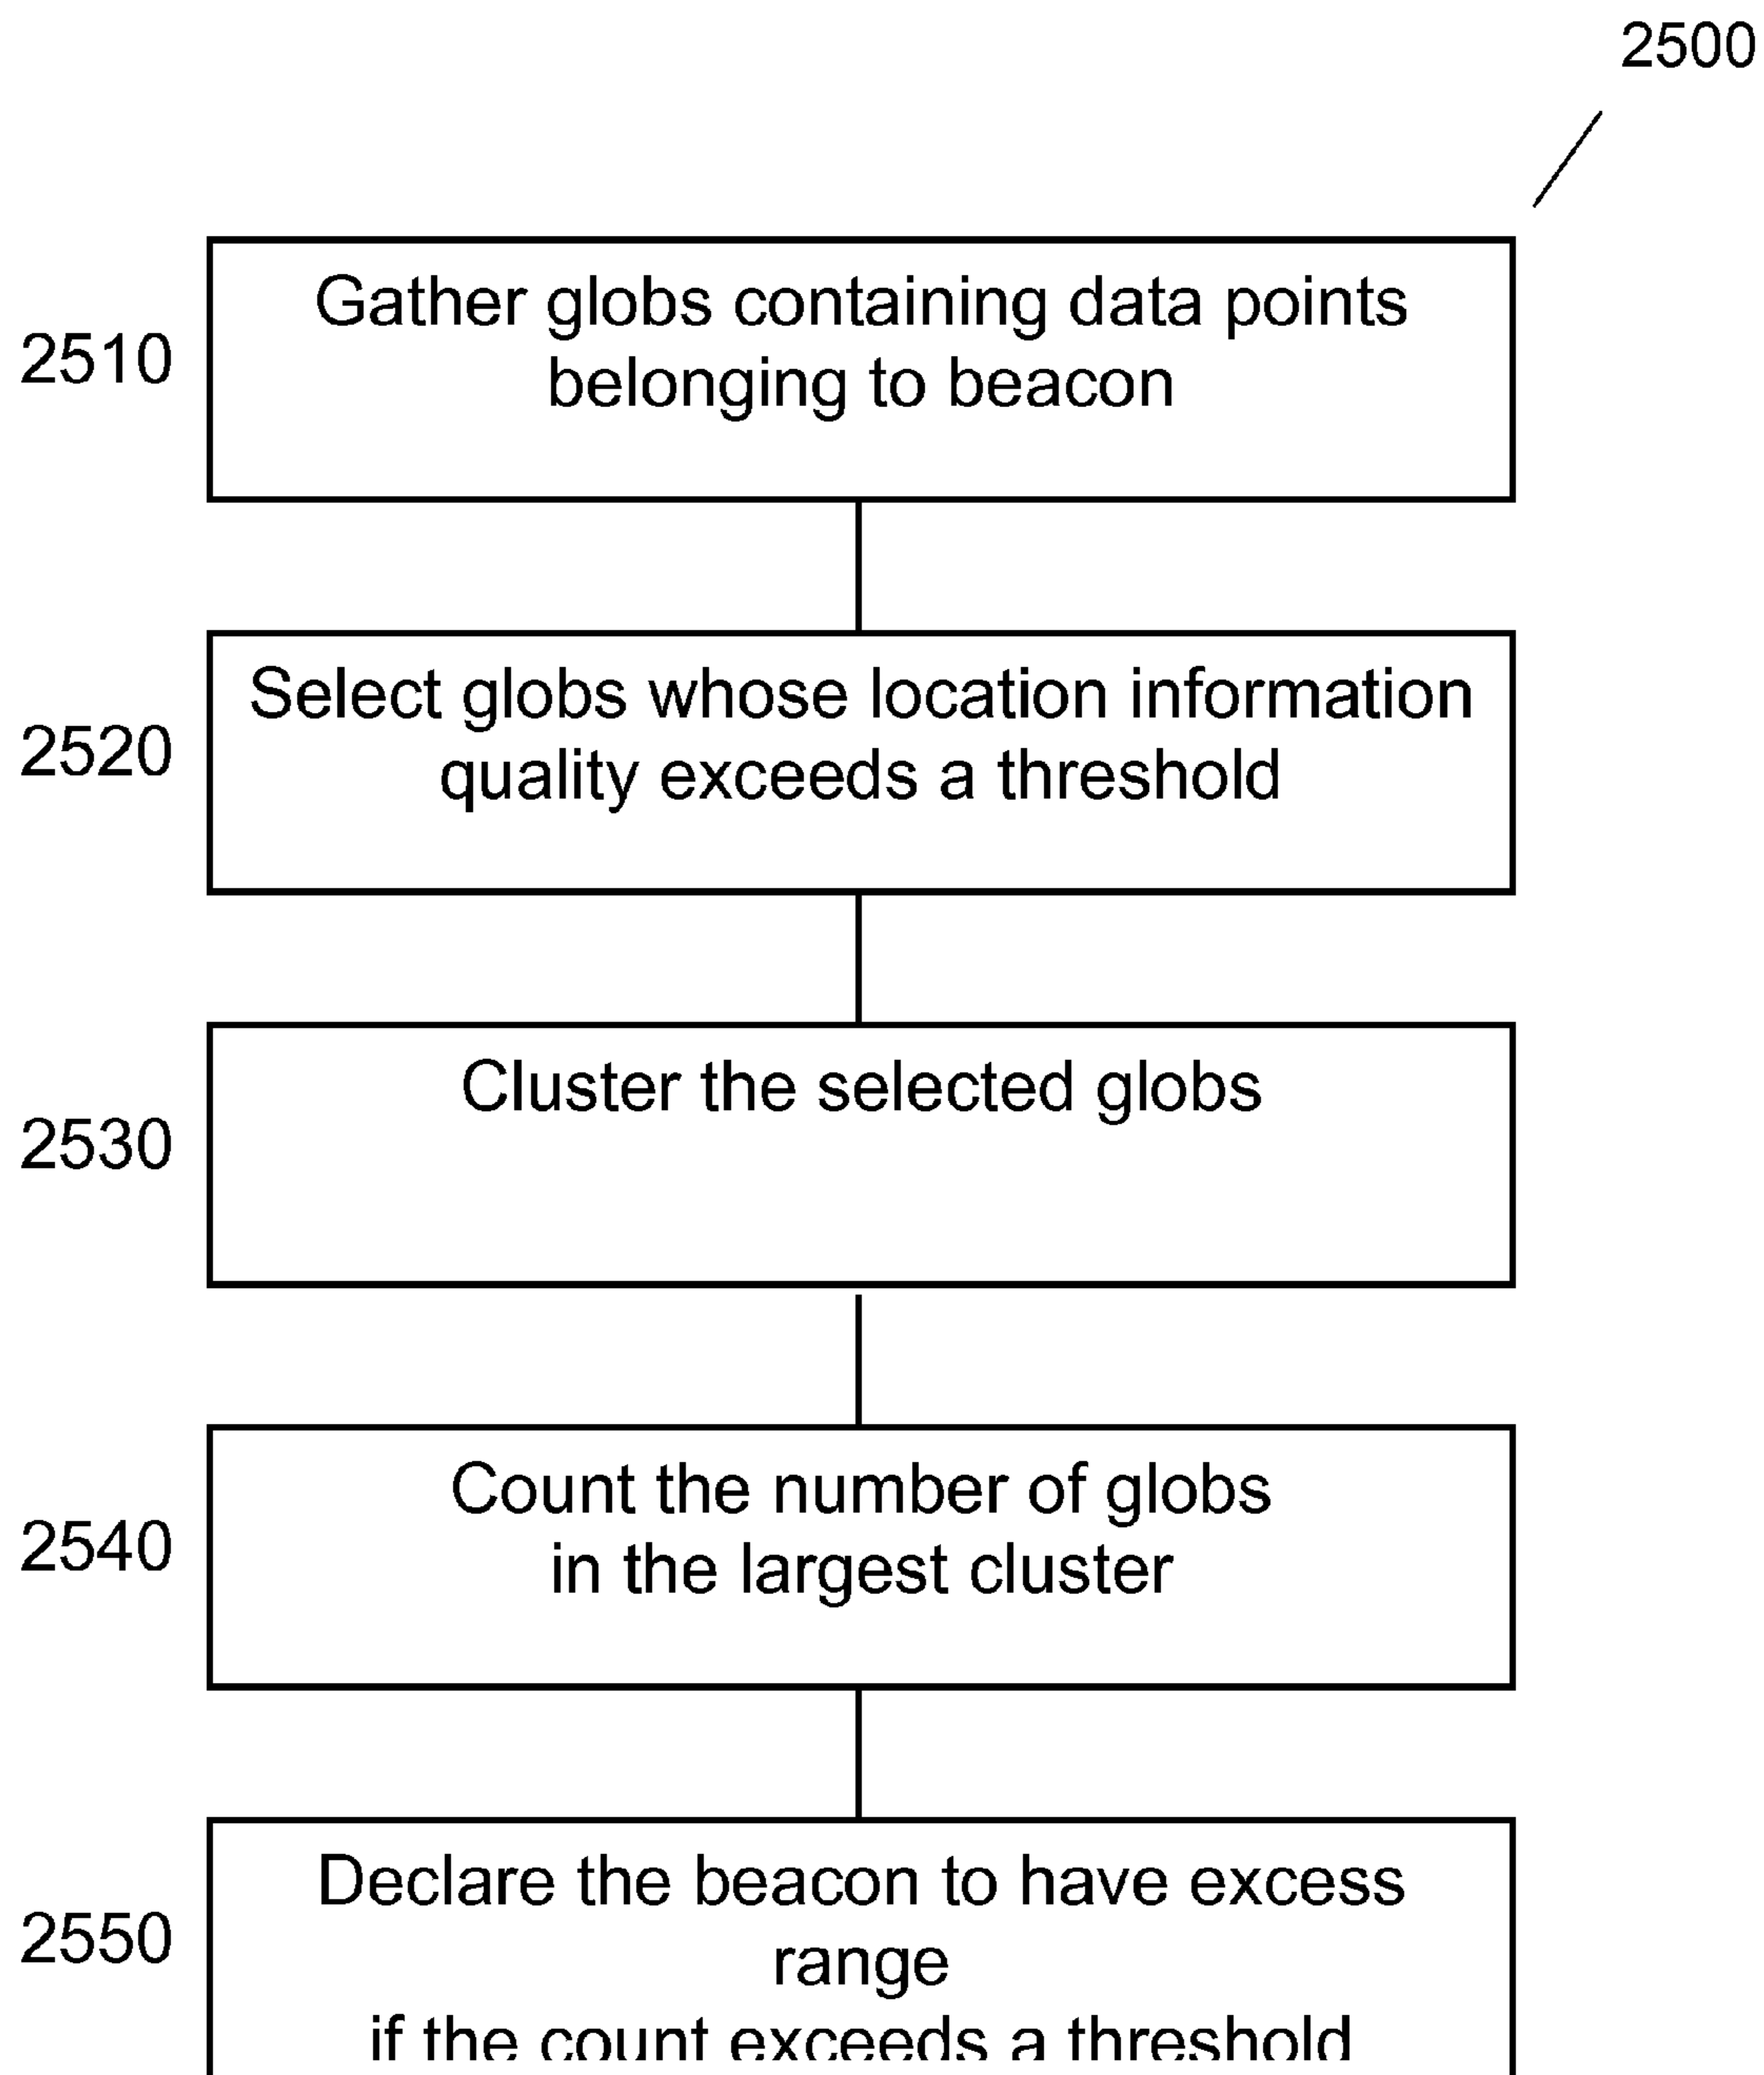 2500
2510
Gather globs containing data points
belonging to beacon
2520
Select globs whose location information
quality exceeds a threshold
2530
Cluster the selected globs
2540
Count the number of globs
in the largest cluster
2550
Declare the beacon to have excess
range
if the count exceeds a threshold